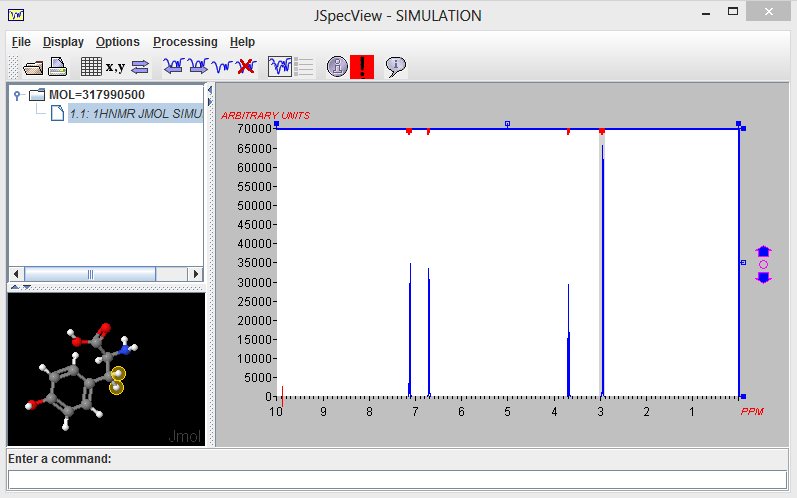 JSpecView - SIMULATION
File Display Options Processing Help
x,y
MOL=317990500
1.1: 1HNMR JMOL SIMU
ARBITRARY UNITS
70000
65000
60000
55000
50000
45000
40000
35000
30000
25000
20000
15000
10000
5000
0
10 9 8 7 6 5 4 3 2 1 PPM
Jmol
Enter a command: